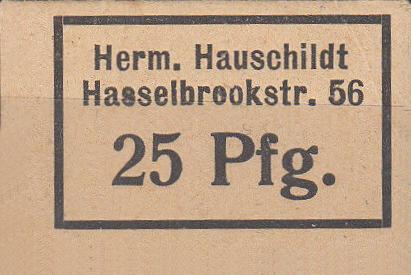 Herm. Hauschildt
Hasselbrookstr. 56
25 Pfg.